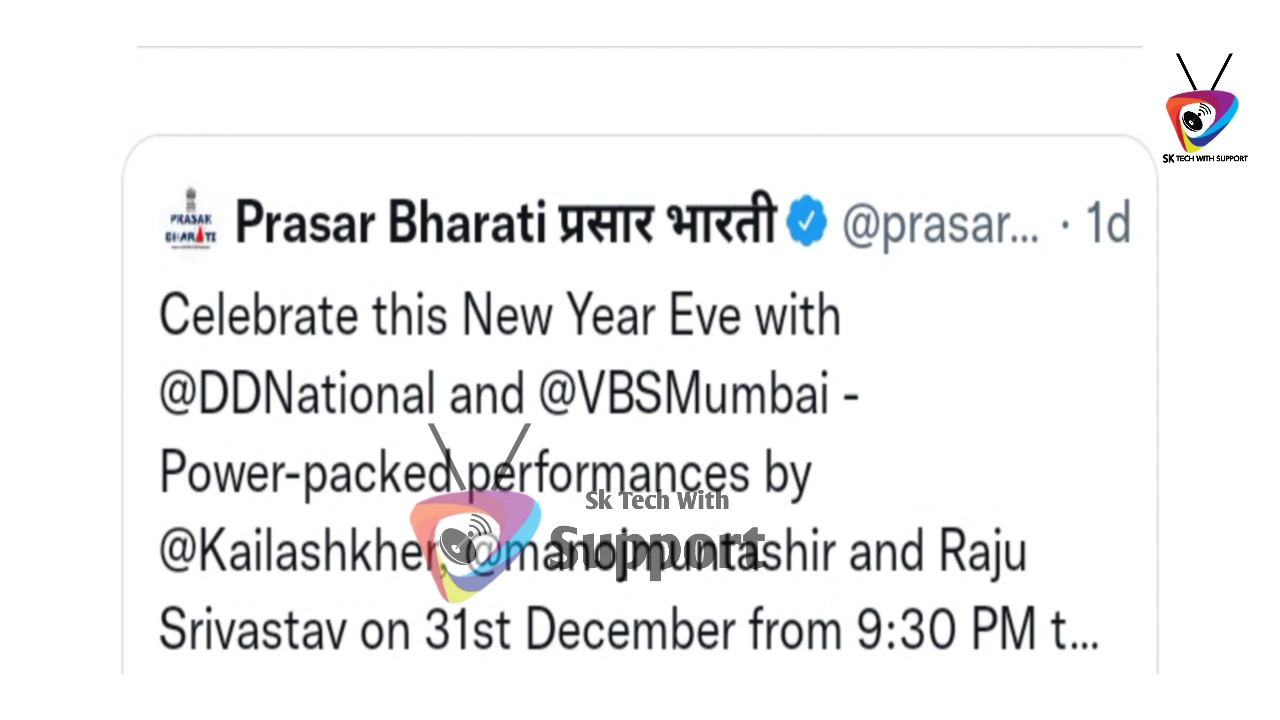 SK TECH WITH SUPPORT
PRASAR
BHARATI
Prasar Bharati प्रसार भारती @prasar... · 1d
Celebrate this New Year Eve with
@DDNational and @VBSMumbai -
Power-packed performances by
@Kailashkher, @manojmuntashir and Raju
Srivastav on 31st December from 9:30 PM t...
Sk Tech With
Support